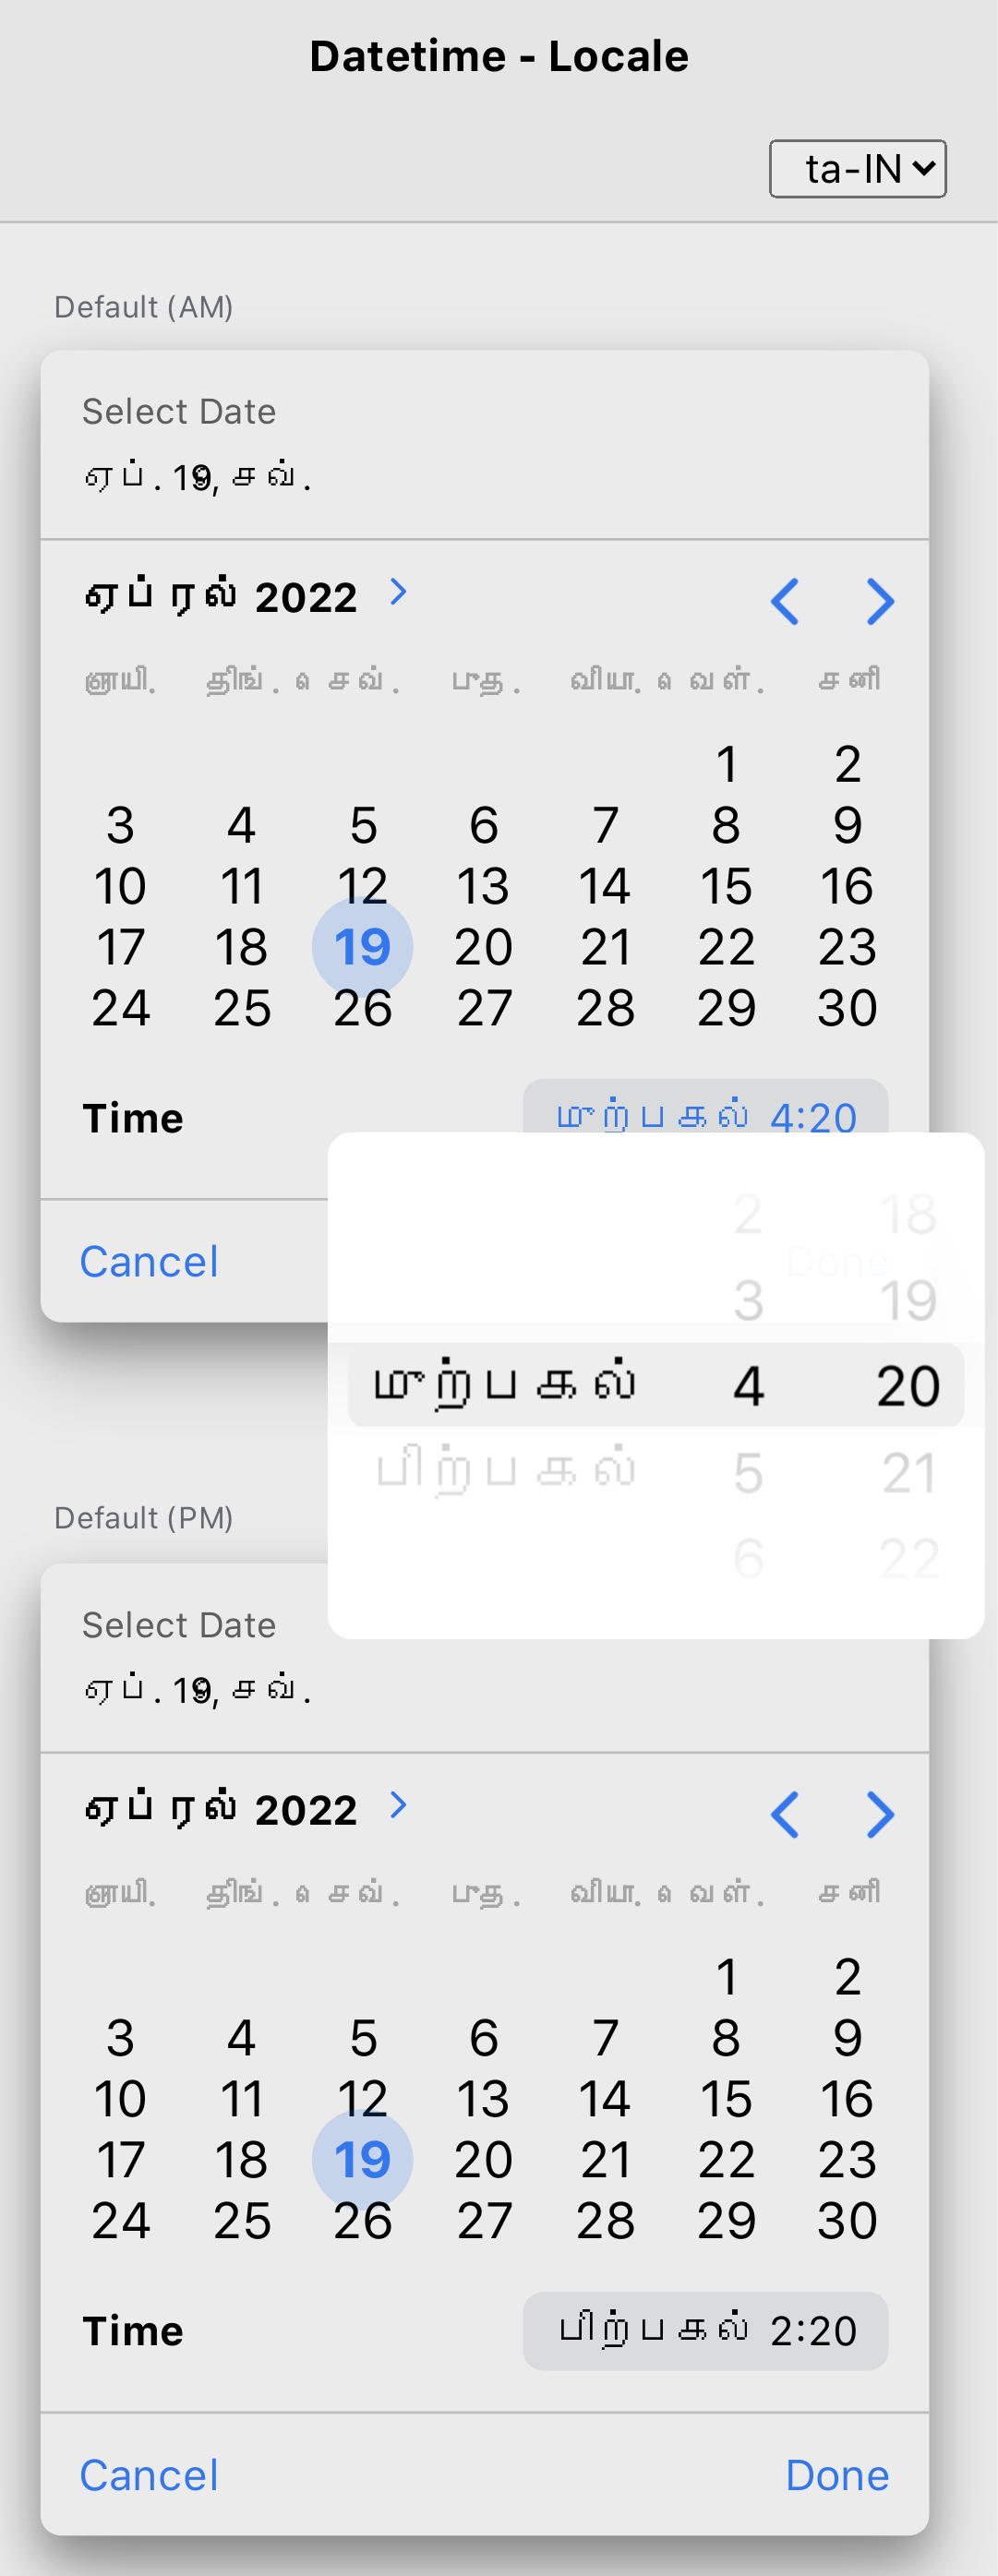 Datetime - Locale
ta-IN
Default (AM)
Select Date
ஏப். 19, செவ்.
ஏப்ரல் 2022
ஞாயி. திங். செவ். புத. வியா. வெள். சனி
1 2
3 4 5 6 7 8 9
10 11 12 13 14 15 16
17 18 19 20 21 22 23
24 25 26 27 28 29 30
Time முற்பகல் 4:20
2 18
Cancel Done
3 19
முற்பகல் 4 20
பிற்பகல் 5 21
6 22
Default (PM)
Select Date
ஏப். 19, செவ்.
ஏப்ரல் 2022
ஞாயி. திங். செவ். புத. வியா. வெள். சனி
1 2
3 4 5 6 7 8 9
10 11 12 13 14 15 16
17 18 19 20 21 22 23
24 25 26 27 28 29 30
Time பிற்பகல் 2:20
Cancel Done